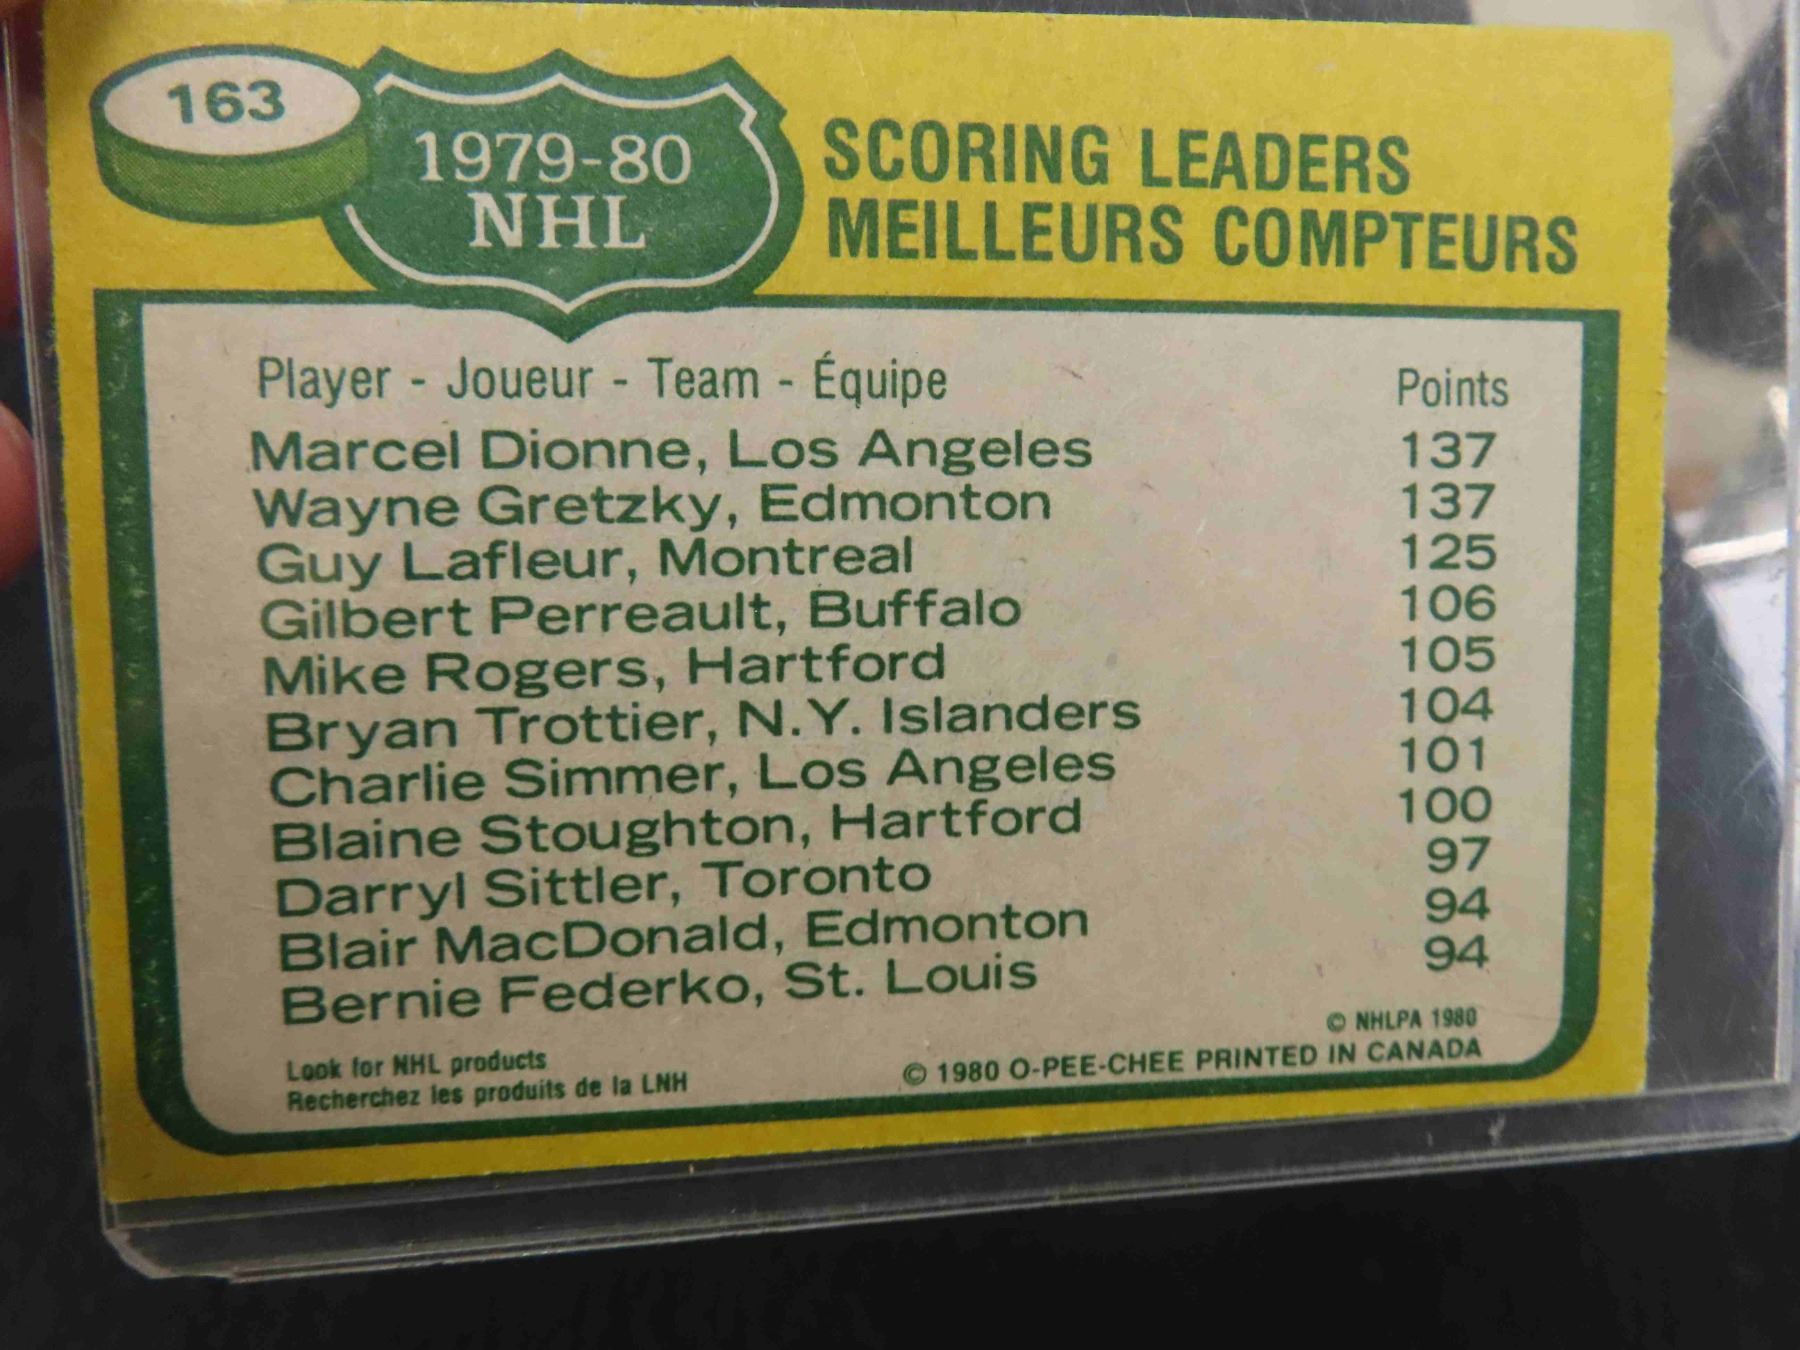 163
1979-80
NHL
SCORING LEADERS
MEILLEURS COMPTEURS
Player - Joueur - Team - Équipe Points
Marcel Dionne, Los Angeles 137
Wayne Gretzky, Edmonton 137
Guy Lafleur, Montreal 125
Gilbert Perreault, Buffalo 106
Mike Rogers, Hartford 105
Bryan Trottier, N.Y. Islanders 104
Charlie Simmer, Los Angeles 101
Blaine Stoughton, Hartford 100
Darryl Sittler, Toronto 97
Blair MacDonald, Edmonton 94
Bernie Federko, St. Louis 94
© NHLPA 1980
Look for NHL products
Recherchez les produits de la LNH
© 1980 O-PEE-CHEE PRINTED IN CANADA